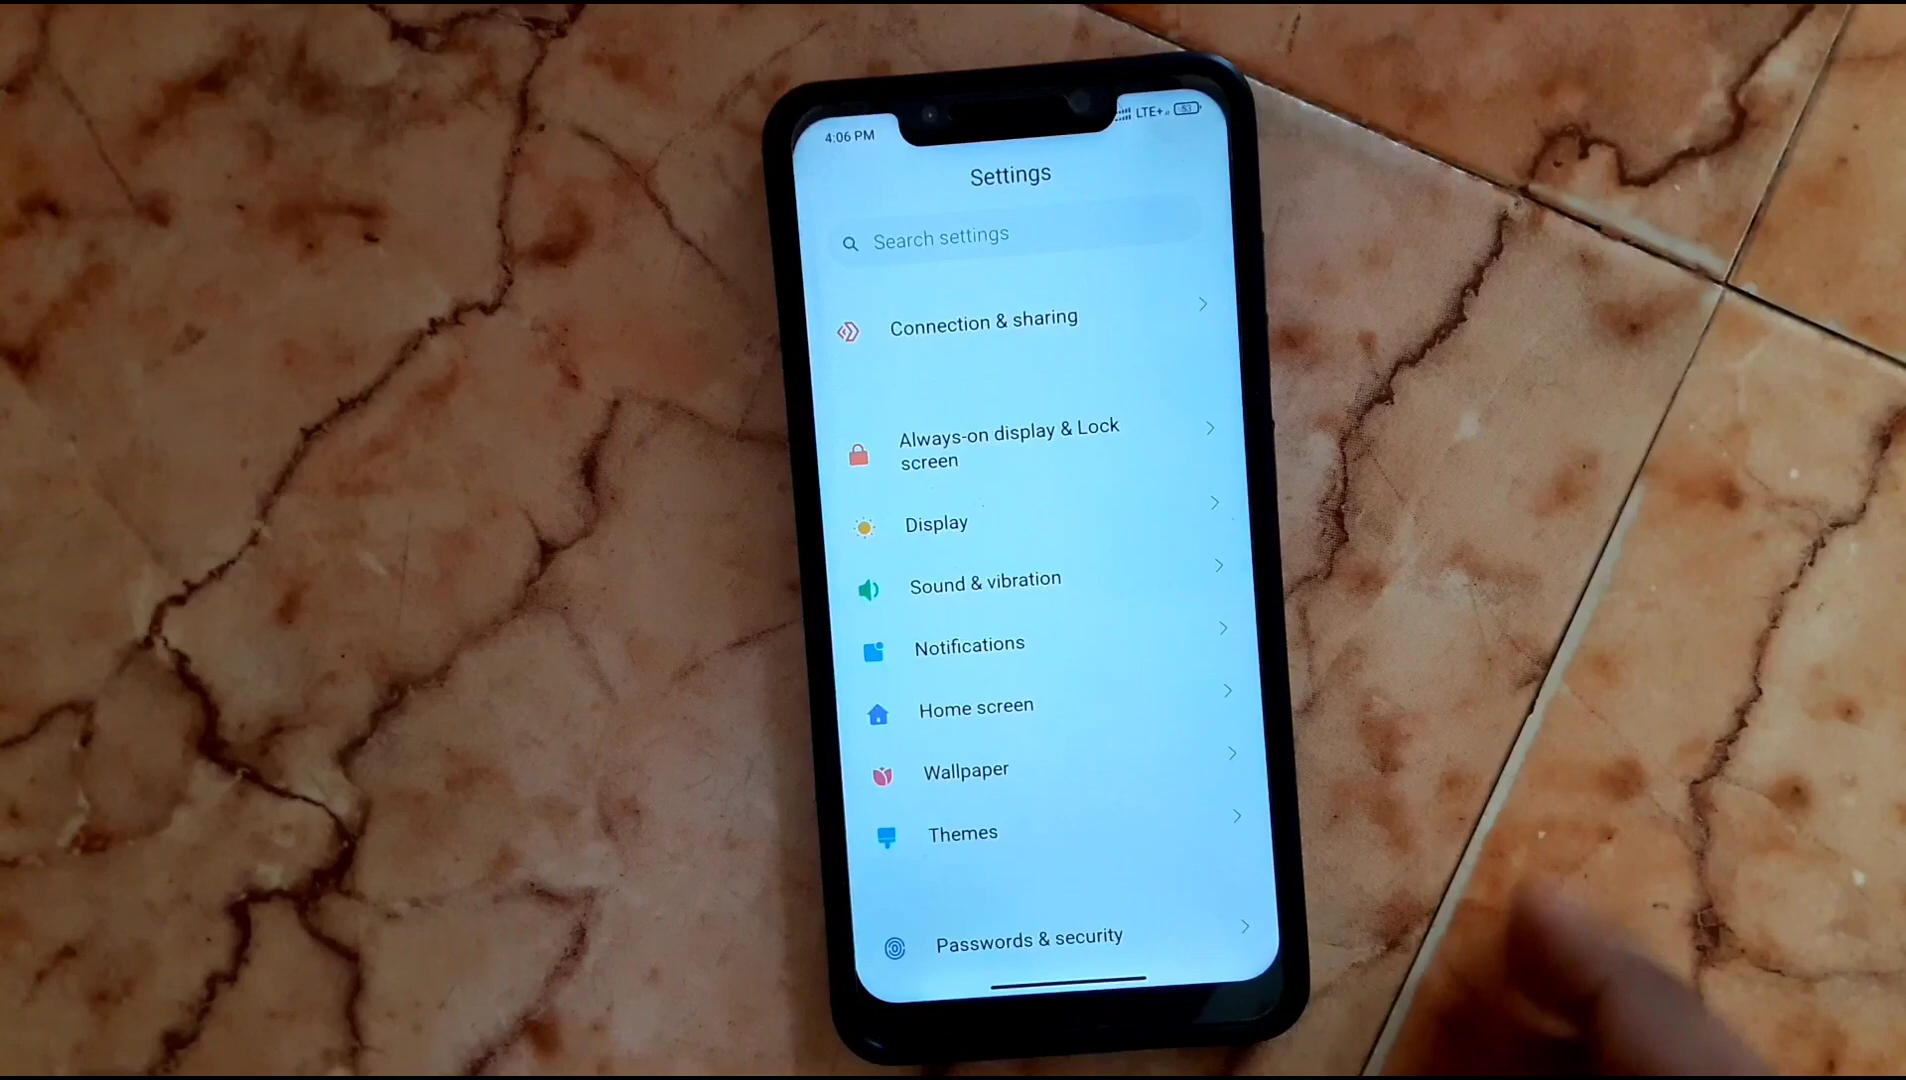 4:06 PM
LTE+
53
Settings
Search settings
Connection & sharing
Always-on display & Lock
screen
Display
Sound & vibration
Notifications
Home screen
Wallpaper
Themes
Passwords & security